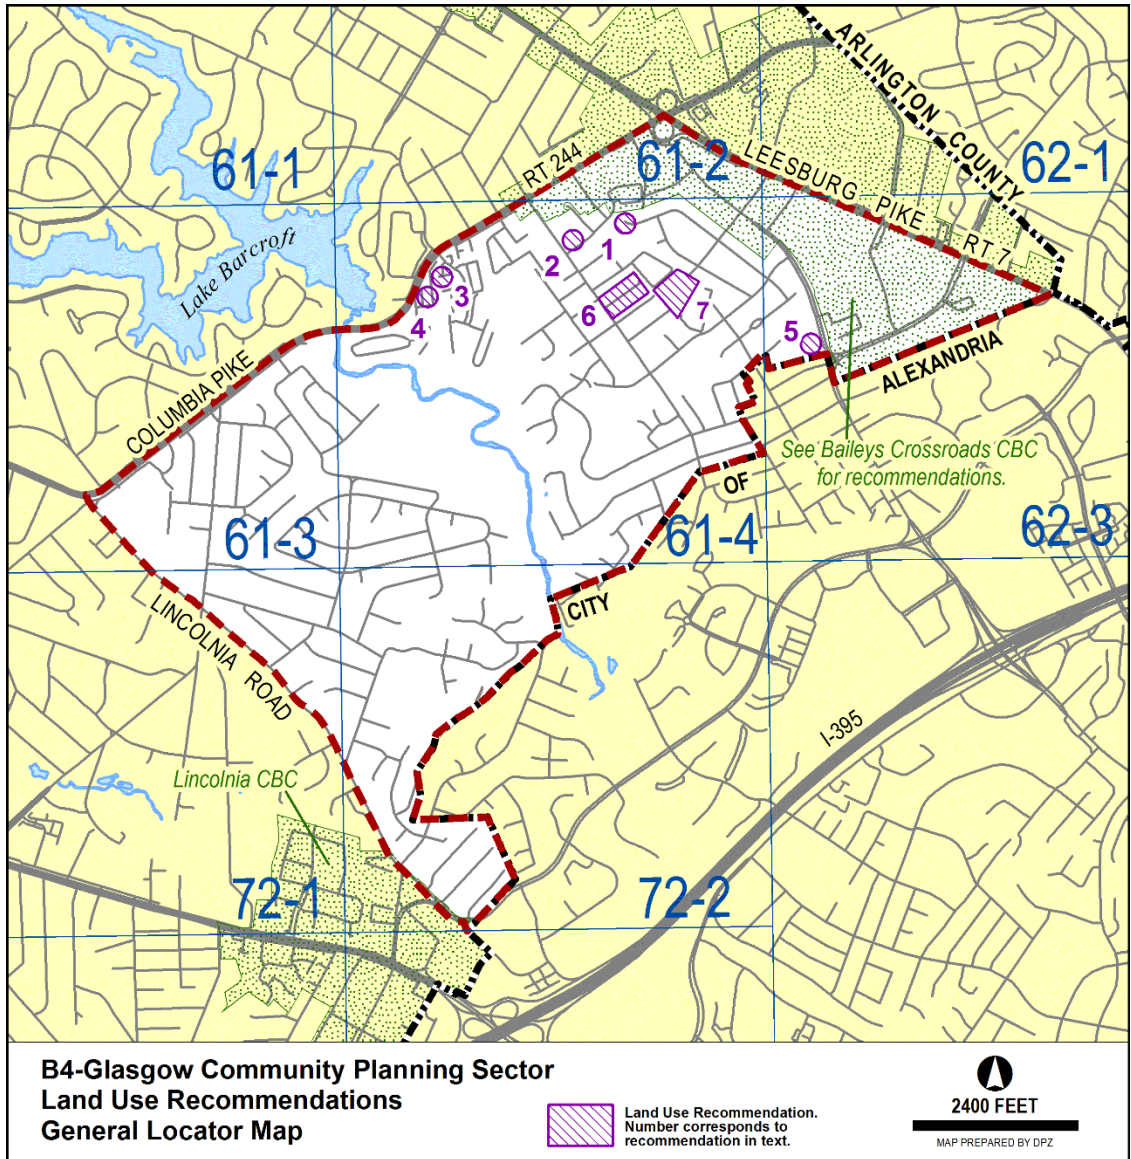 ARLINGTON COUNTY
61-1
RT 244
61-2
LEESBURG PIKE RT 7
62-1
Lake Barcroft
1
2
3
4
6
7
5
COLUMBIA PIKE
ALEXANDRIA
See Baileys Crossroads CBC
for recommendations.
OF
61-3
61-4
62-3
CITY
LINCOLNIA ROAD
I-395
Lincolnia CBC
72-1
72-2
B4-Glasgow Community Planning Sector
Land Use Recommendations
General Locator Map
Land Use Recommendation.
Number corresponds to
recommendation in text.
2400 FEET
MAP PREPARED BY DPZ